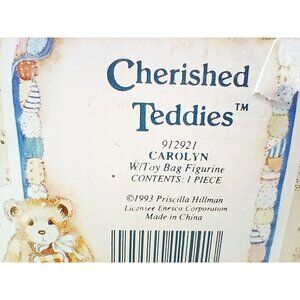 Cherished
Teddies™
912921
CAROLYN
W/Toy Bag Figurine
CONTENTS: 1 PIECE
©1993 Priscilla Hillman
Licensee Enesco Corporation
Made in China